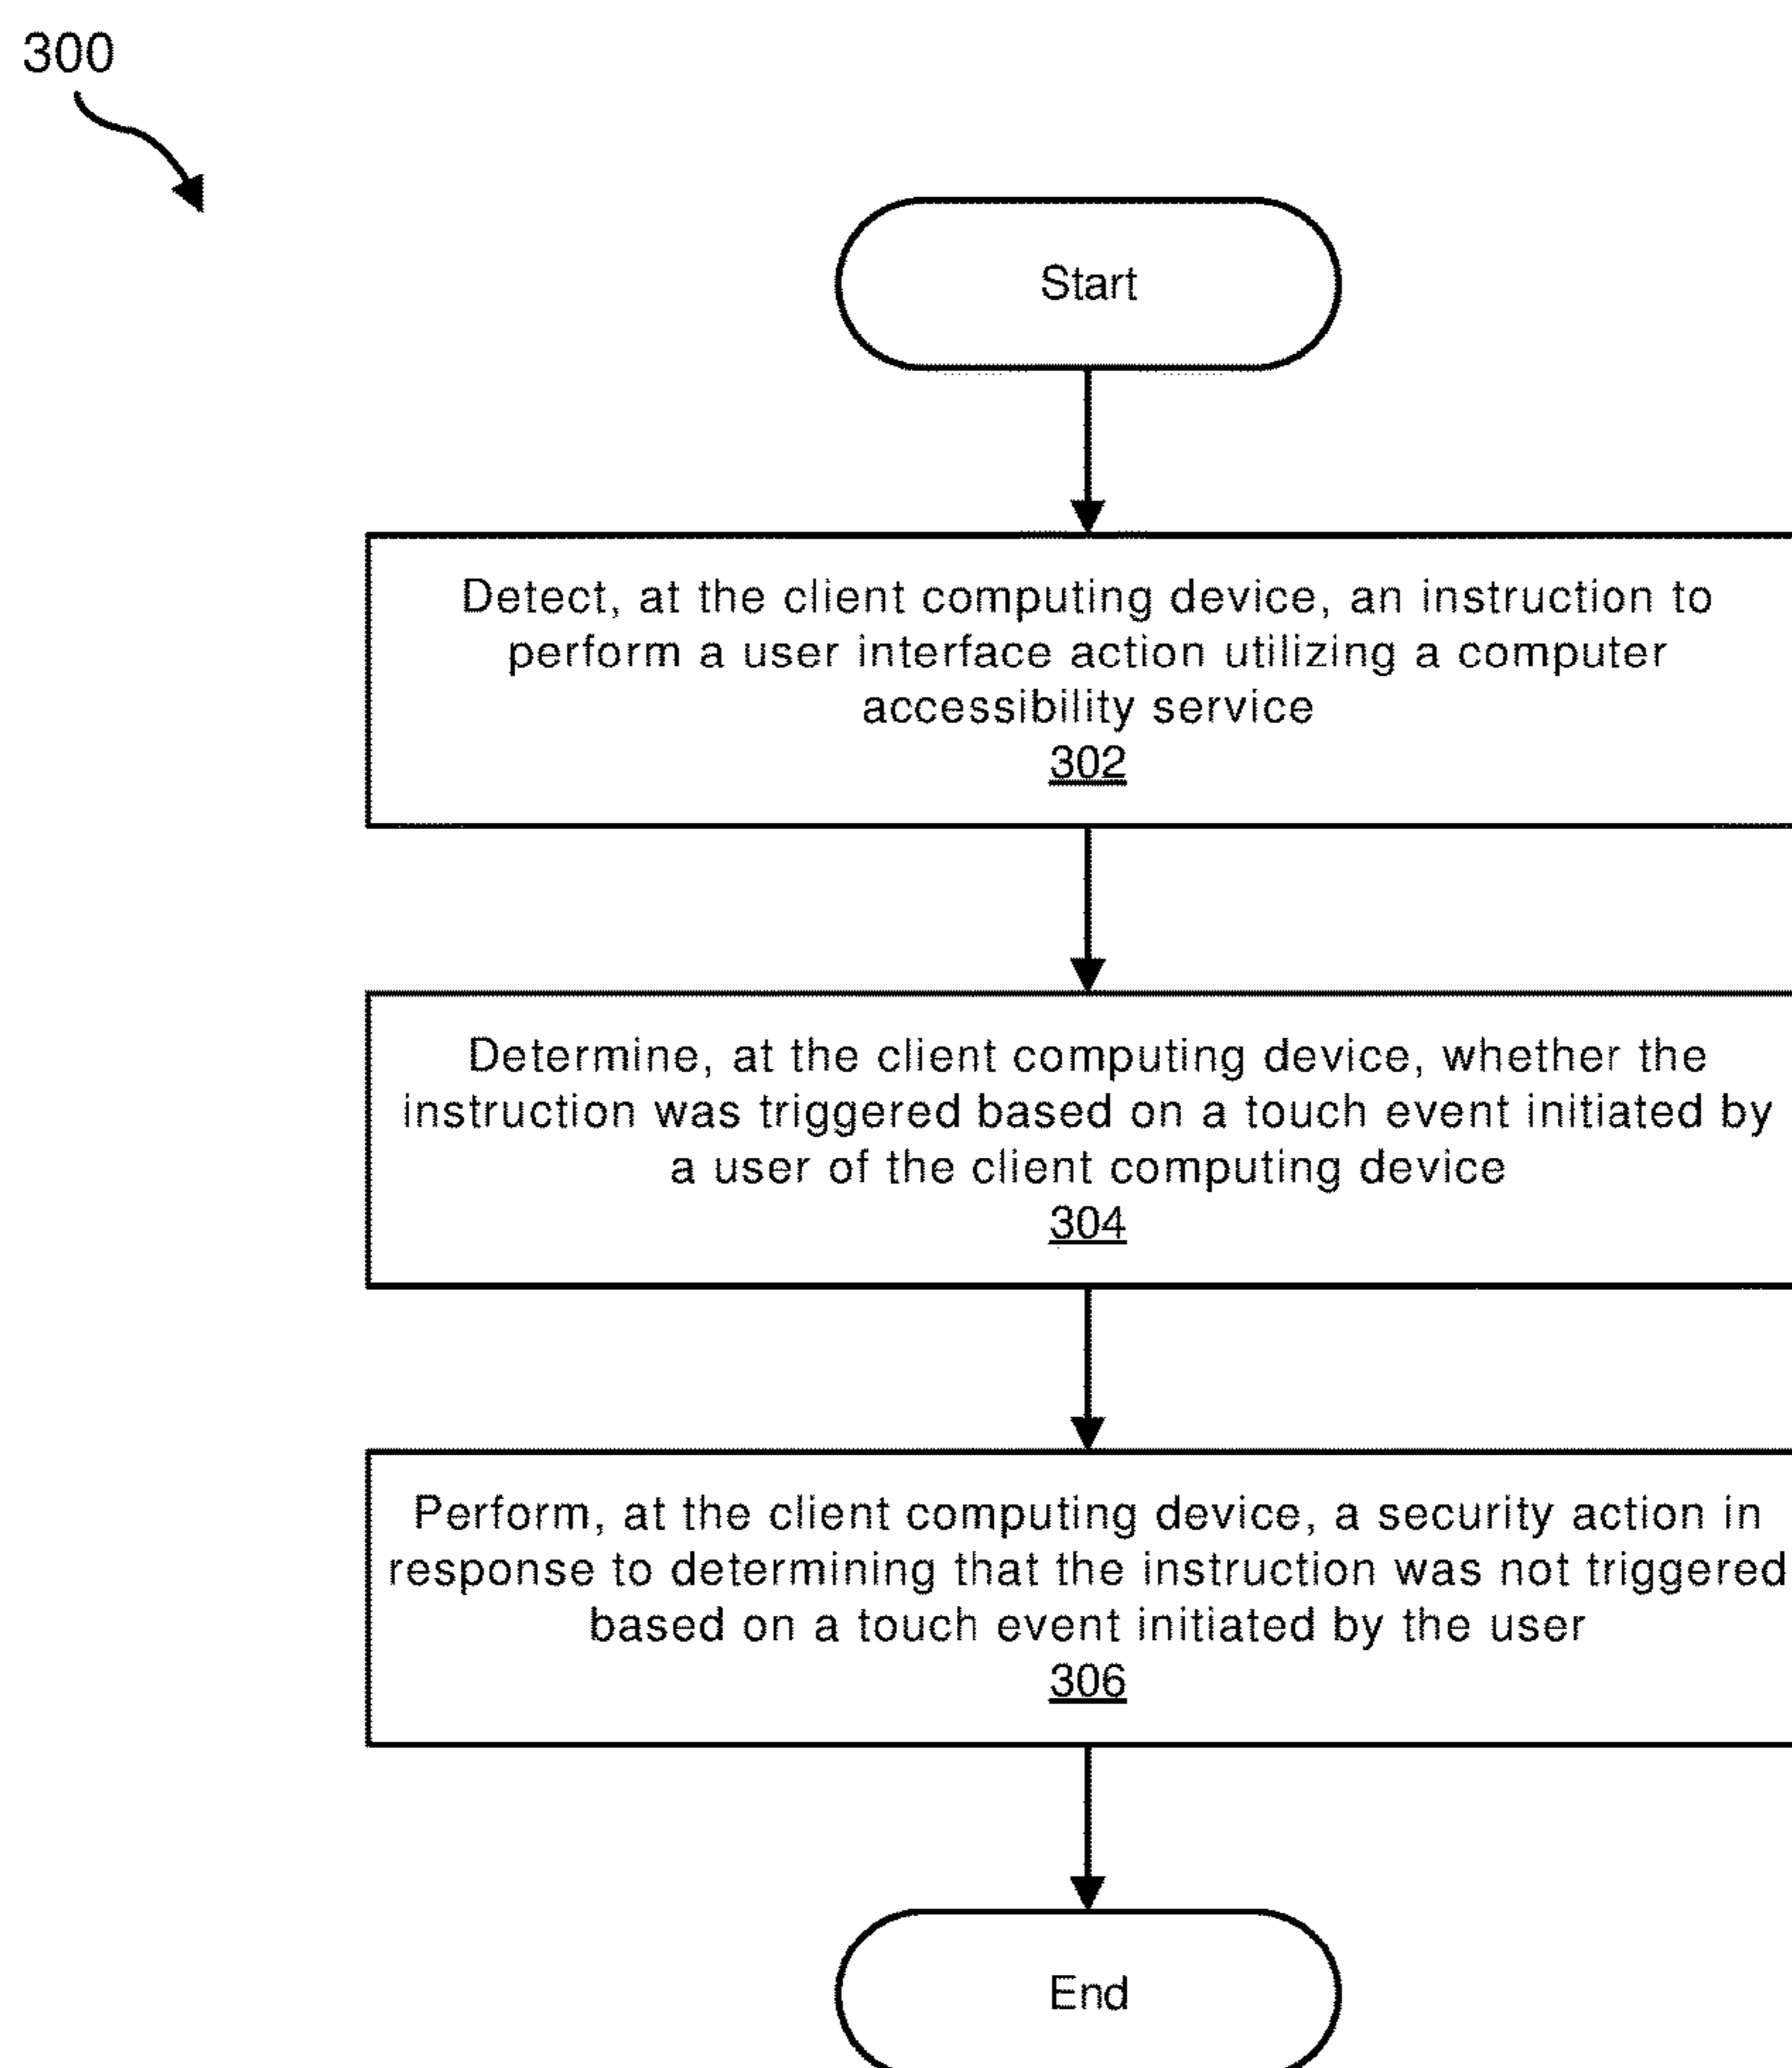 300
Start
Detect, at the client computing device, an instruction to
perform a user interface action utilizing a computer
accessibility service
302
Determine, at the client computing device, whether the
instruction was triggered based on a touch event initiated by
a user of the client computing device
304
Perform, at the client computing device, a security action in
response to determining that the instruction was not triggered
based on a touch event initiated by the user
306
End